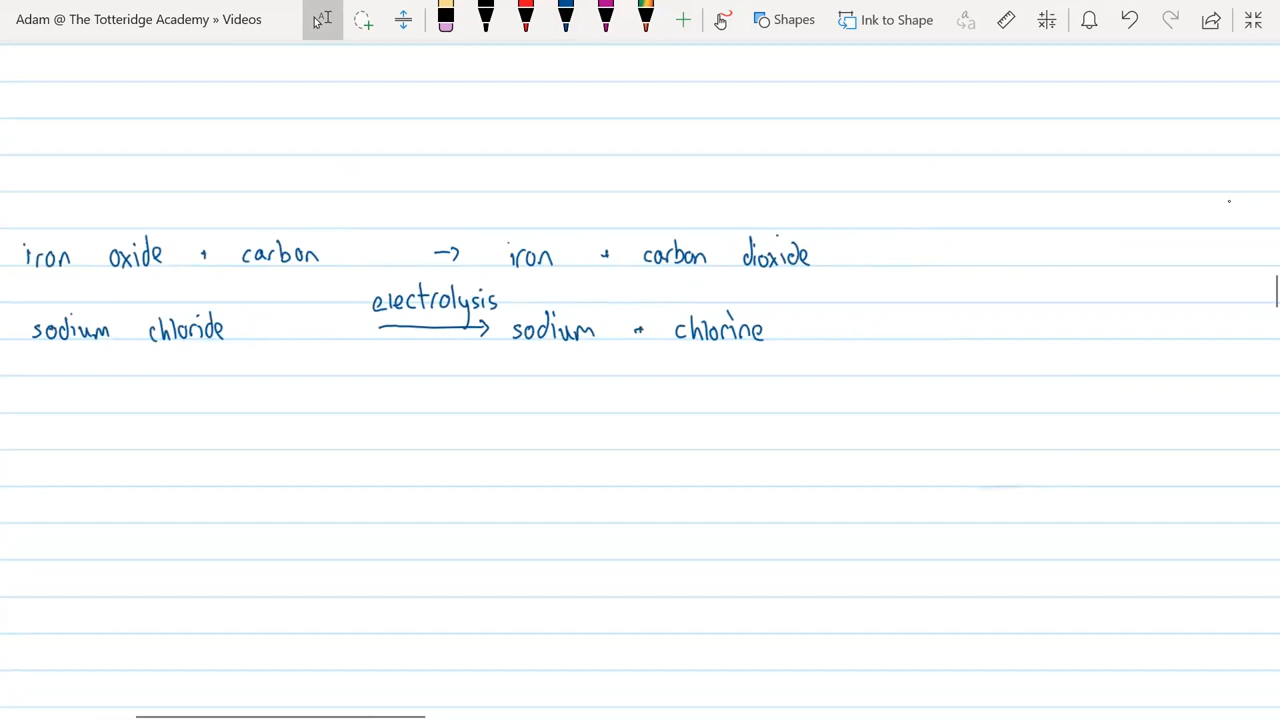 Adam @ The Totteridge Academy » Videos
Shapes
Ink to Shape
iron oxide + carbon → iron + carbon dioxide
electrolysis
sodium chloride → sodium + chlorine